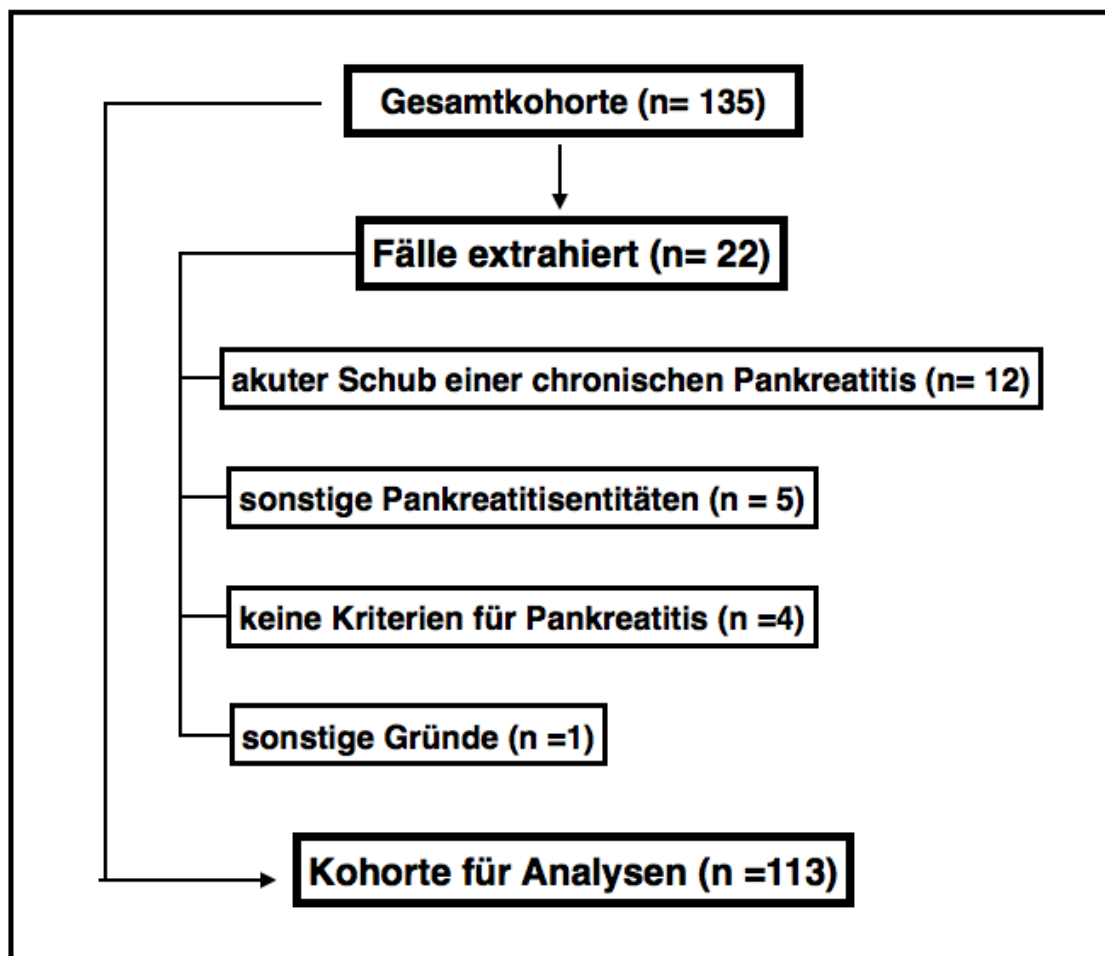 Gesamtkohorte (n= 135)
Fälle extrahiert (n= 22)
akuter Schub einer chronischen Pankreatitis (n= 12)
sonstige Pankreatitisentitäten (n = 5)
keine Kriterien für Pankreatitis (n =4)
sonstige Gründe (n =1)
Kohorte für Analysen (n =113)